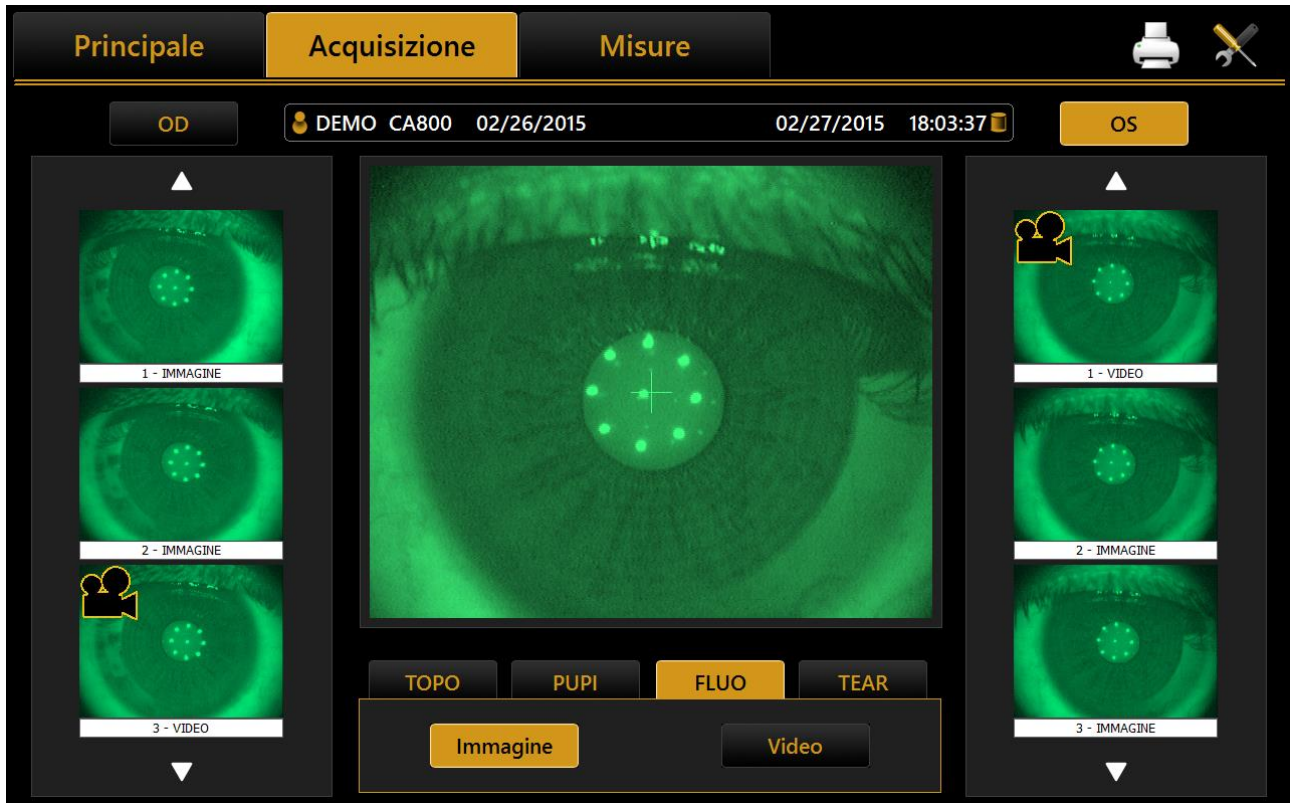 Principale Acquisizione Misure
OD DEMO CA800 02/26/2015 02/27/2015 18:03:37 OS
1 - IMMAGINE
2 - IMMAGINE
3 - VIDEO
1 - VIDEO
2 - IMMAGINE
3 - IMMAGINE
TOPO PUPI FLUO TEAR
Immagine Video